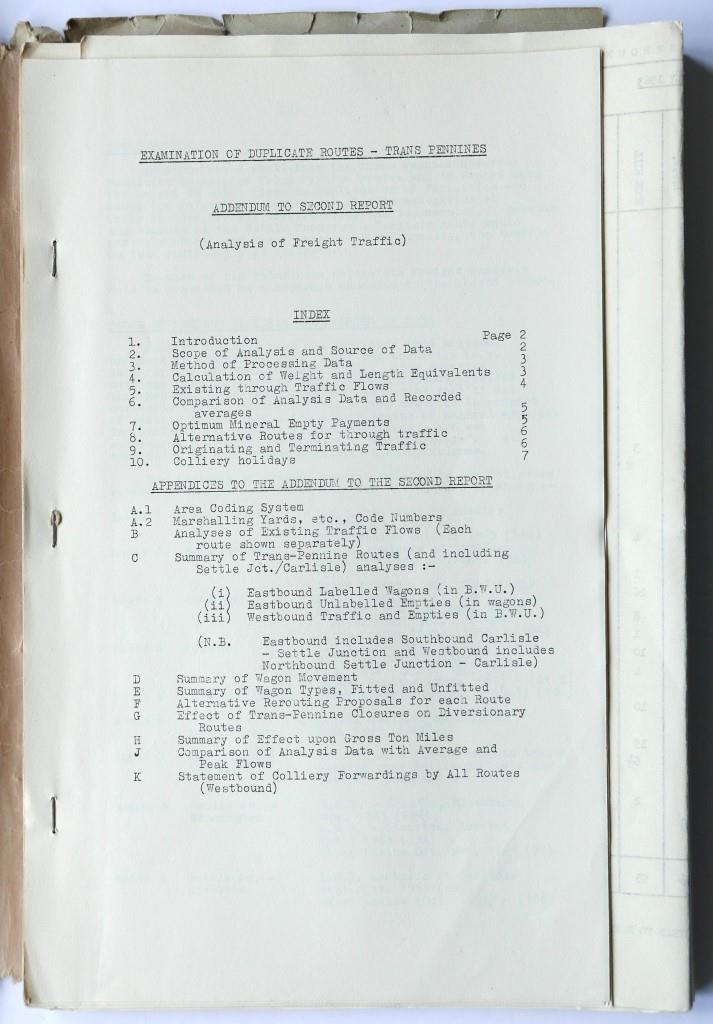 EXAMINATION OF DUPLICATE ROUTES - TRANS PENNINES
ADDENDUM TO SECOND REPORT
(Analysis of Freight Traffic)
INDEX
1. Introduction Page 2
2. Scope of Analysis and Source of Data 2
3. Method of Processing Data 3
4. Calculation of Weight and Length Equivalents 3
5. Existing through Traffic Flows 4
6. Comparison of Analysis Data and Recorded
averages 5
7. Optimum Mineral Empty Payments 5
8. Alternative Routes for through traffic 6
9. Originating and Terminating Traffic 6
10. Colliery holidays 7
APPENDICES TO THE ADDENDUM TO THE SECOND REPORT
A.1 Area Coding System
A.2 Marshalling Yards, etc., Code Numbers
B Analyses of Existing Traffic Flows (Each
route shown separately)
C Summary of Trans-Pennine Routes (and including
Settle Jct./Carlisle) analyses :-
(i) Eastbound Labelled Wagons (in B.W.U.)
(ii) Eastbound Unlabelled Empties (in wagons)
(iii) Westbound Traffic and Empties (in B.W.U.)
(N.B. Eastbound includes Southbound Carlisle
- Settle Junction and Westbound includes
Northbound Settle Junction - Carlisle)
D Summary of Wagon Movement
E Summary of Wagon Types, Fitted and Unfitted
F Alternative Rerouting Proposals for each Route
G Effect of Trans-Pennine Closures on Diversionary
Routes
H Summary of Effect upon Gross Ton Miles
J Comparison of Analysis Data with Average and
Peak Flows
K Statement of Colliery Forwardings by All Routes
(Westbound)